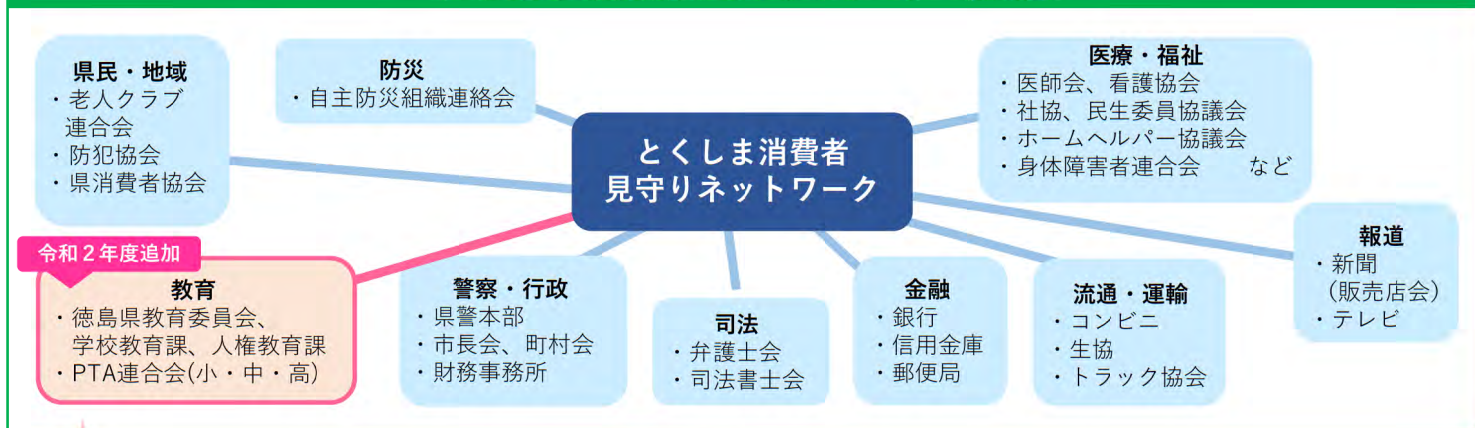 県民・地域
・老人クラブ
連合会
・防犯協会
・県消費者協会
防災
・自主防災組織連絡会
とくしま消費者
見守りネットワーク
医療・福祉
・医師会、看護協会
・社協、民生委員協議会
・ホームヘルパー協議会
・身体障害者連合会 など
令和2年度追加
教育
・徳島県教育委員会、
学校教育課、人権教育課
・PTA連合会(小・中・高)
警察・行政
・県警本部
・市長会、町村会
・財務事務所
司法
・弁護士会
・司法書士会
金融
・銀行
・信用金庫
・郵便局
流通・運輸
・コンビニ
・生協
・トラック協会
報道
・新聞
(販売店会)
・テレビ